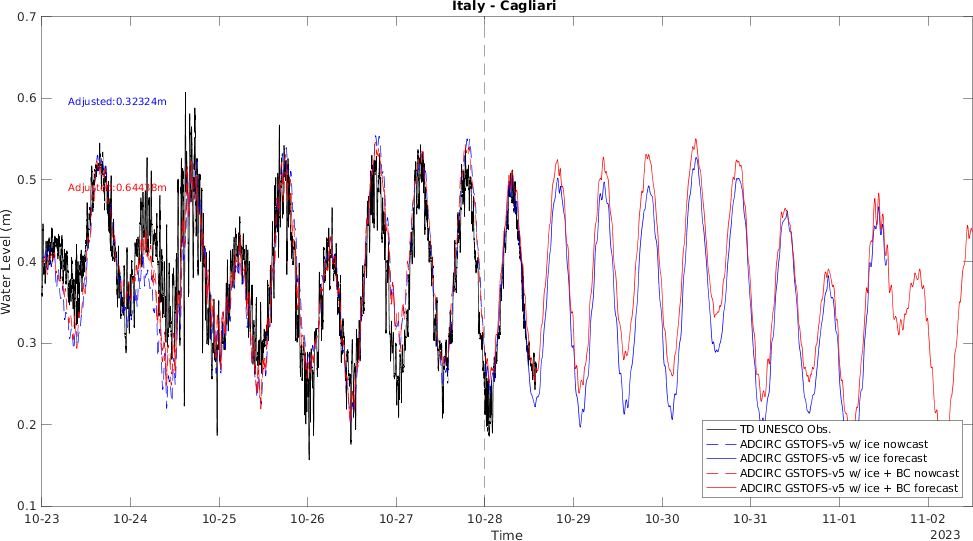 Italy - Cagliari
0.7
0.6
0.5
0.4
0.3
0.2
0.1
Water Level (m)
Adjusted:0.32324m
TD UNESCO Obs.
ADCIRC GSTOFS-v5 w/ ice nowcast
ADCIRC GSTOFS-v5 w/ ice forecast
ADCIRC GSTOFS-v5 w/ ice + BC nowcast
ADCIRC GSTOFS-v5 w/ ice + BC forecast
10-23 10-24 10-25 10-26 10-27 10-28 10-29 10-30 10-31 11-01 11-02
Time
2023